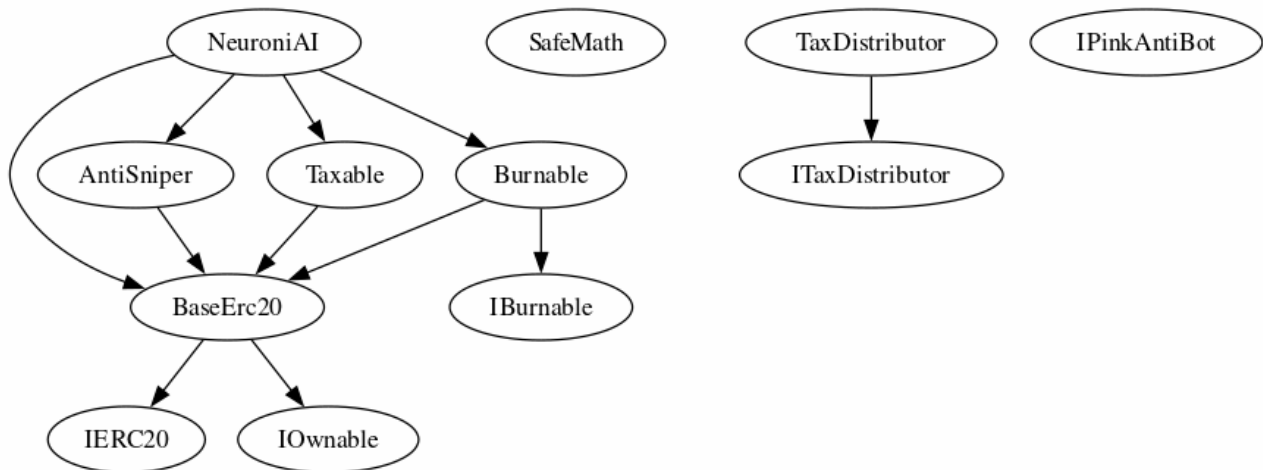 NeuroniAI
SafeMath
TaxDistributor
IPinkAntiBot
AntiSniper
Taxable
Burnable
ITaxDistributor
BaseErc20
IBurnable
IERC20
IOwnable